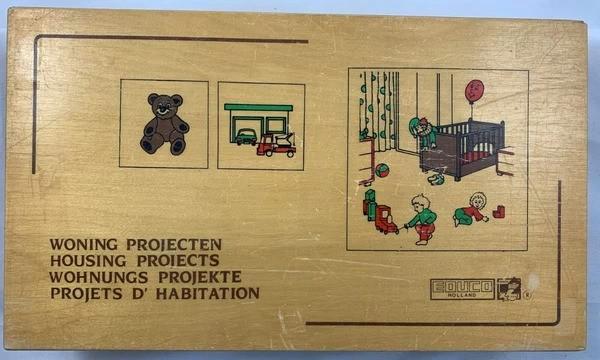 WONING PROJECTEN
HOUSING PROJECTS
WOHNUNGS PROJEKTE
PROJETS D' HABITATION
EDUCO
HOLLAND
®